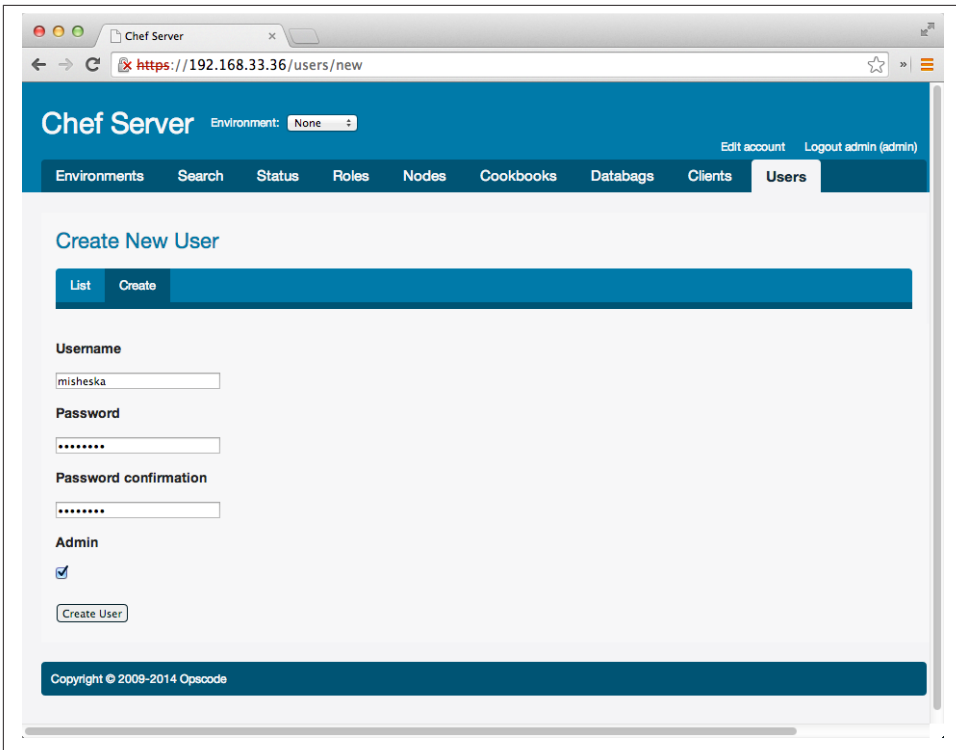 Chef Server
https://192.168.33.36/users/new
Chef Server Environment: None
Edit account Logout admin (admin)
Environments Search Status Roles Nodes Cookbooks Databags Clients Users
Create New User
List Create
Username
misheska
Password
••••••••
Password confirmation
••••••••
Admin
Create User
Copyright © 2009-2014 Opscode